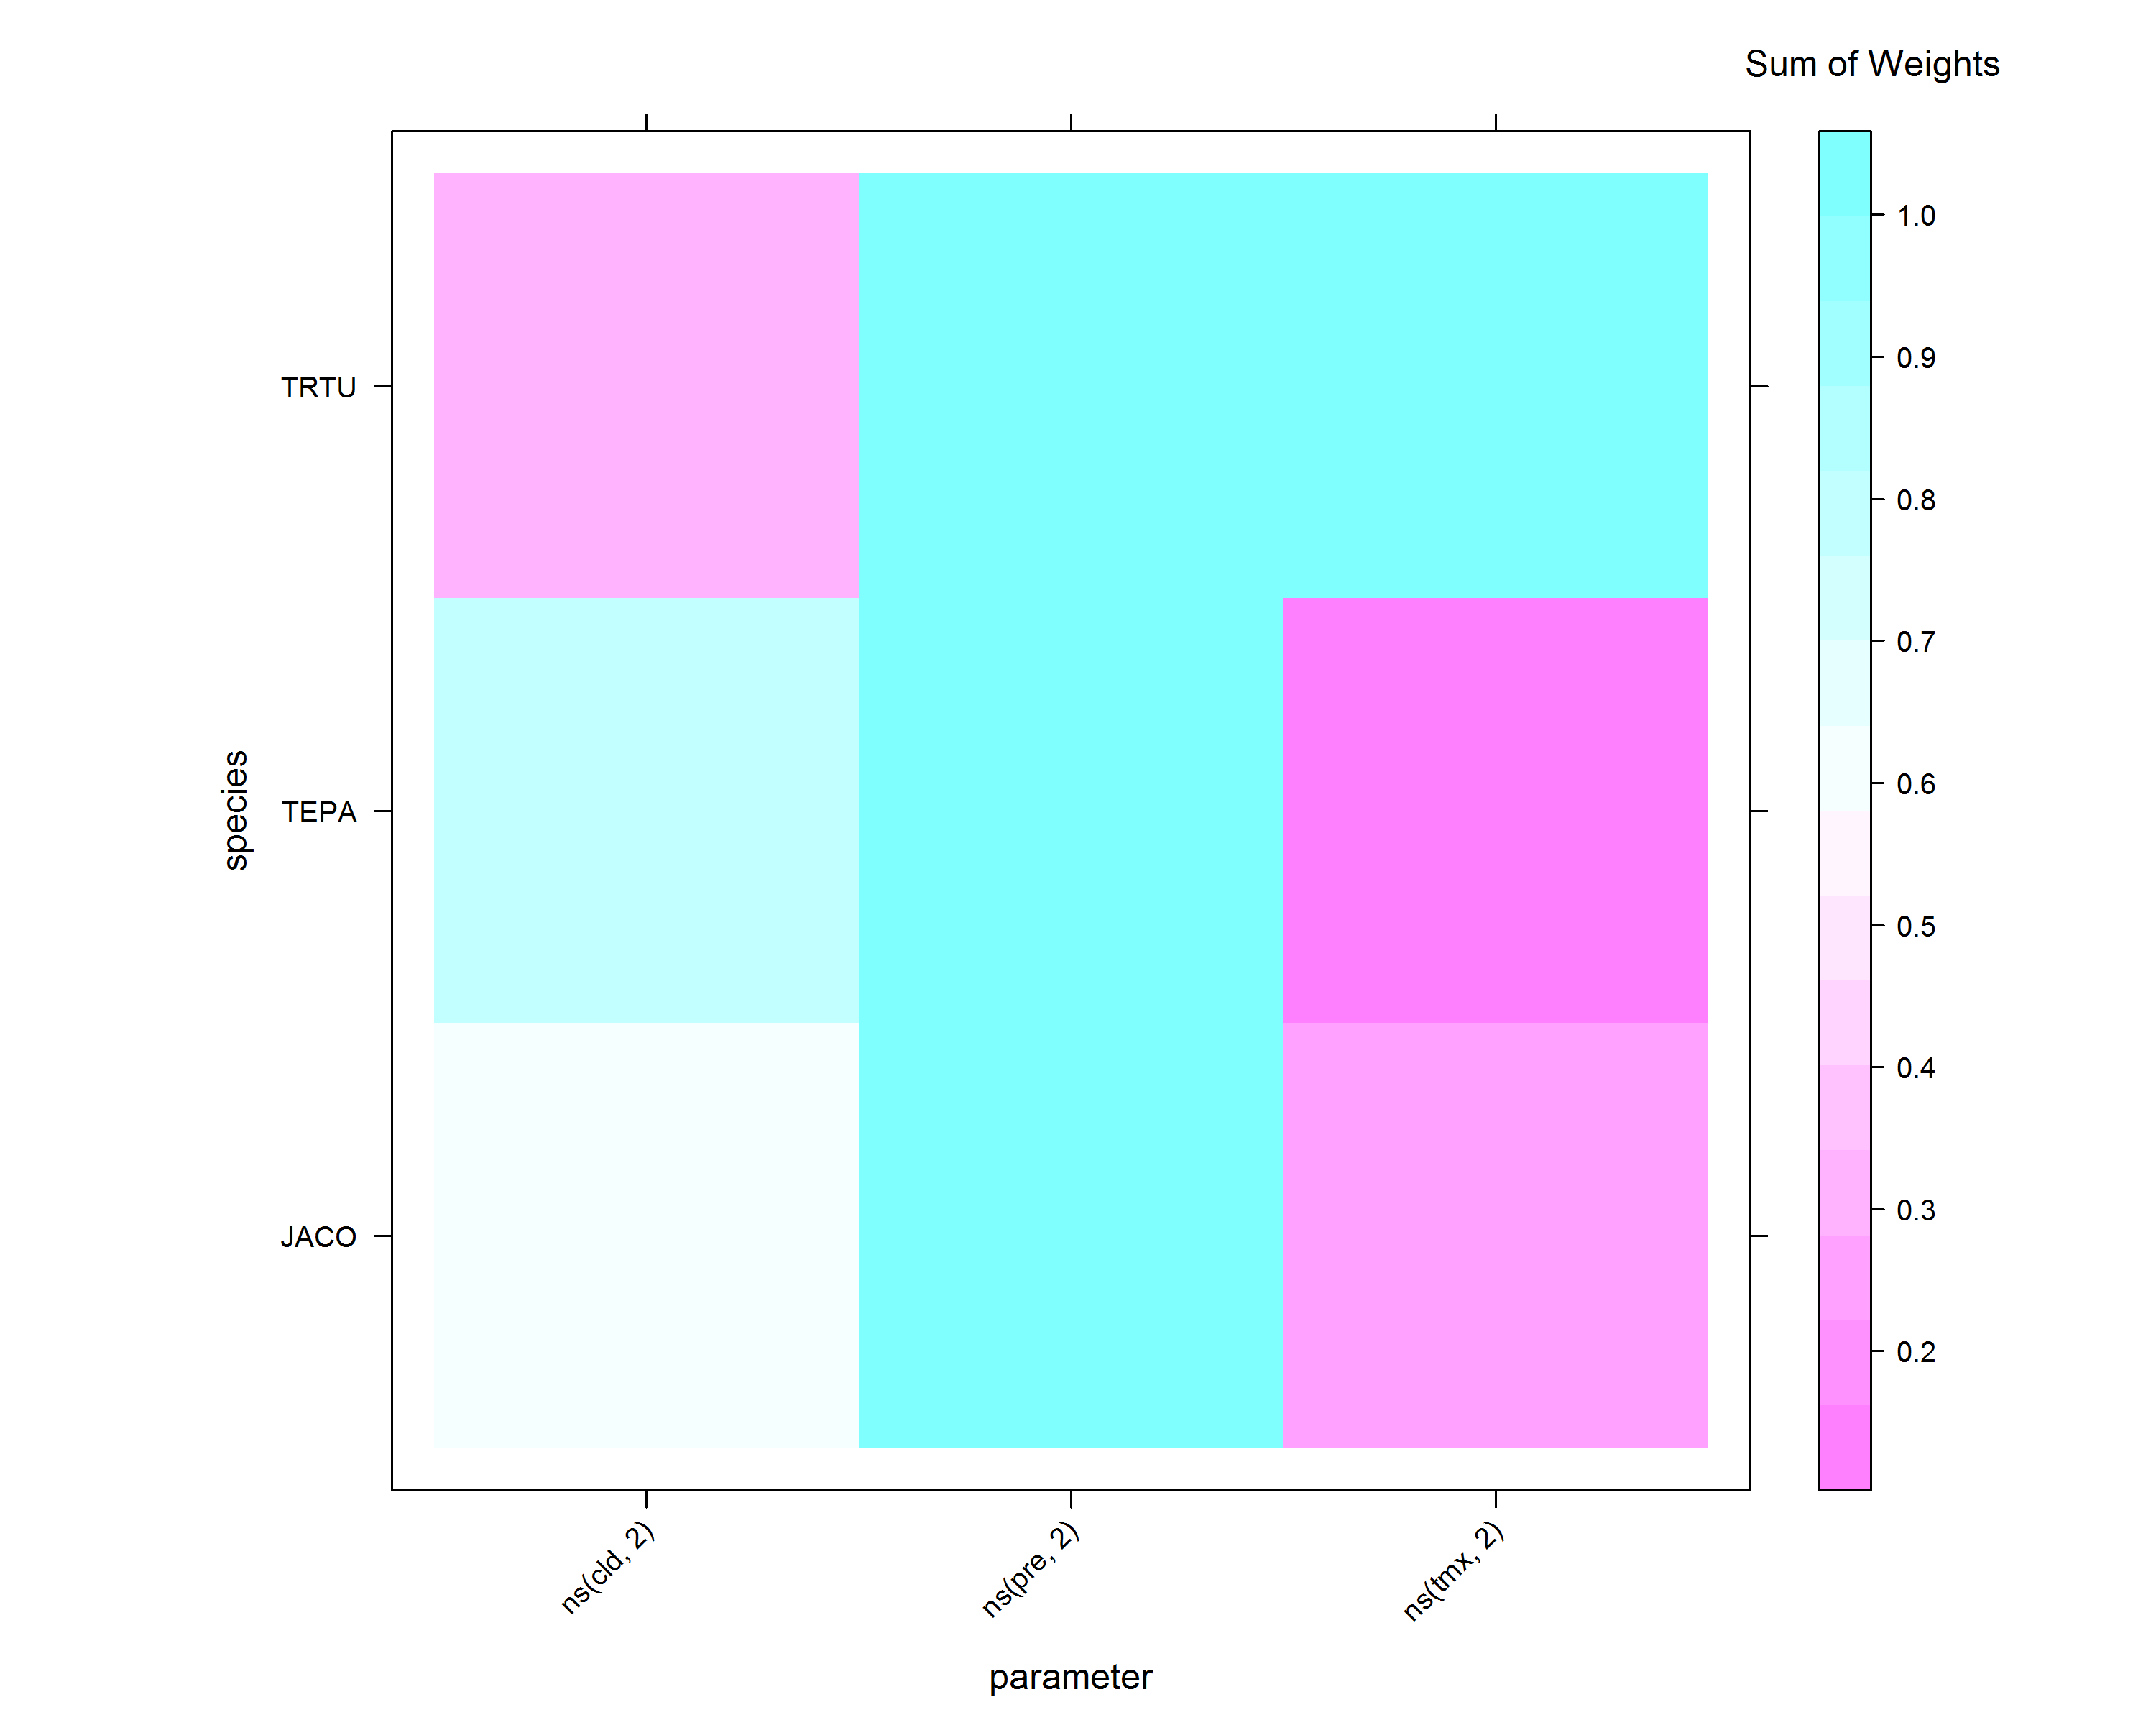 Sum of Weights
1.0
0.9
0.8
0.7
0.6
0.5
0.4
0.3
0.2
species
TRTU
TEPA
JACO
ns(cld, 2)
ns(pre, 2)
ns(tmx, 2)
parameter